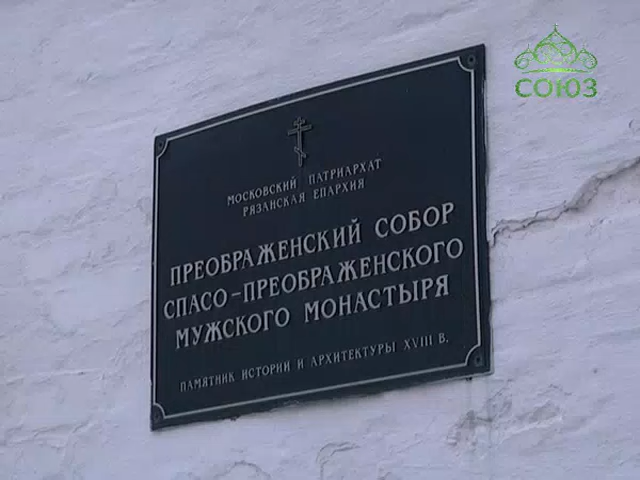 СОЮЗ
МОСКОВСКИЙ ПАТРИАРХАТ
РЯЗАНСКАЯ ЕПАРХИЯ
ПРЕОБРАЖЕНСКИЙ СОБОР
СПАСО-ПРЕОБРАЖЕНСКОГО
МУЖСКОГО МОНАСТЫРЯ
ПАМЯТНИК ИСТОРИИ И АРХИТЕКТУРЫ XVIII В.